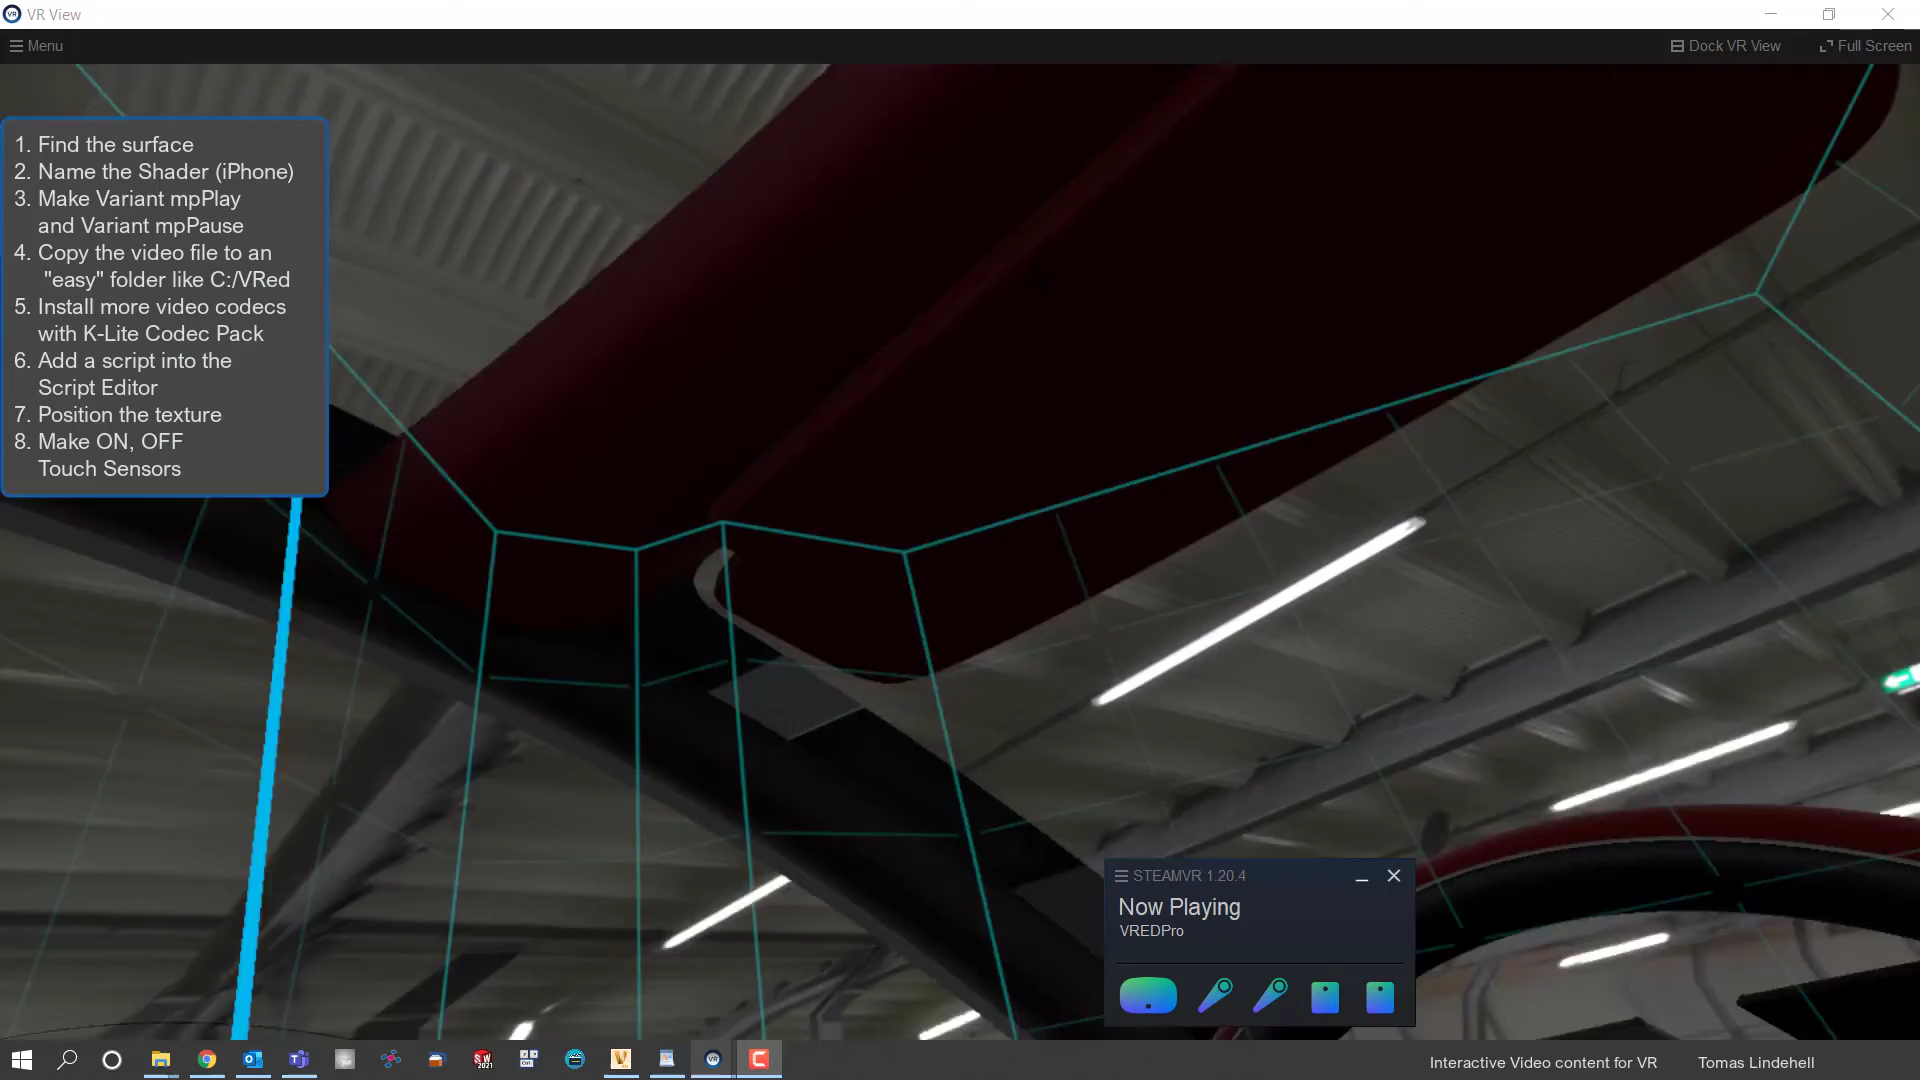 VR View
Menu
Dock VR View
Full Screen
1. Find the surface
2. Name the Shader (iPhone)
3. Make Variant mpPlay
and Variant mpPause
4. Copy the video file to an
"easy" folder like C:/VRed
5. Install more video codecs
with K-Lite Codec Pack
6. Add a script into the
Script Editor
7. Position the texture
8. Make ON, OFF
Touch Sensors
STEAMVR 1.20.4
Now Playing
VREDPro
Interactive Video content for VR
Tomas Lindehell